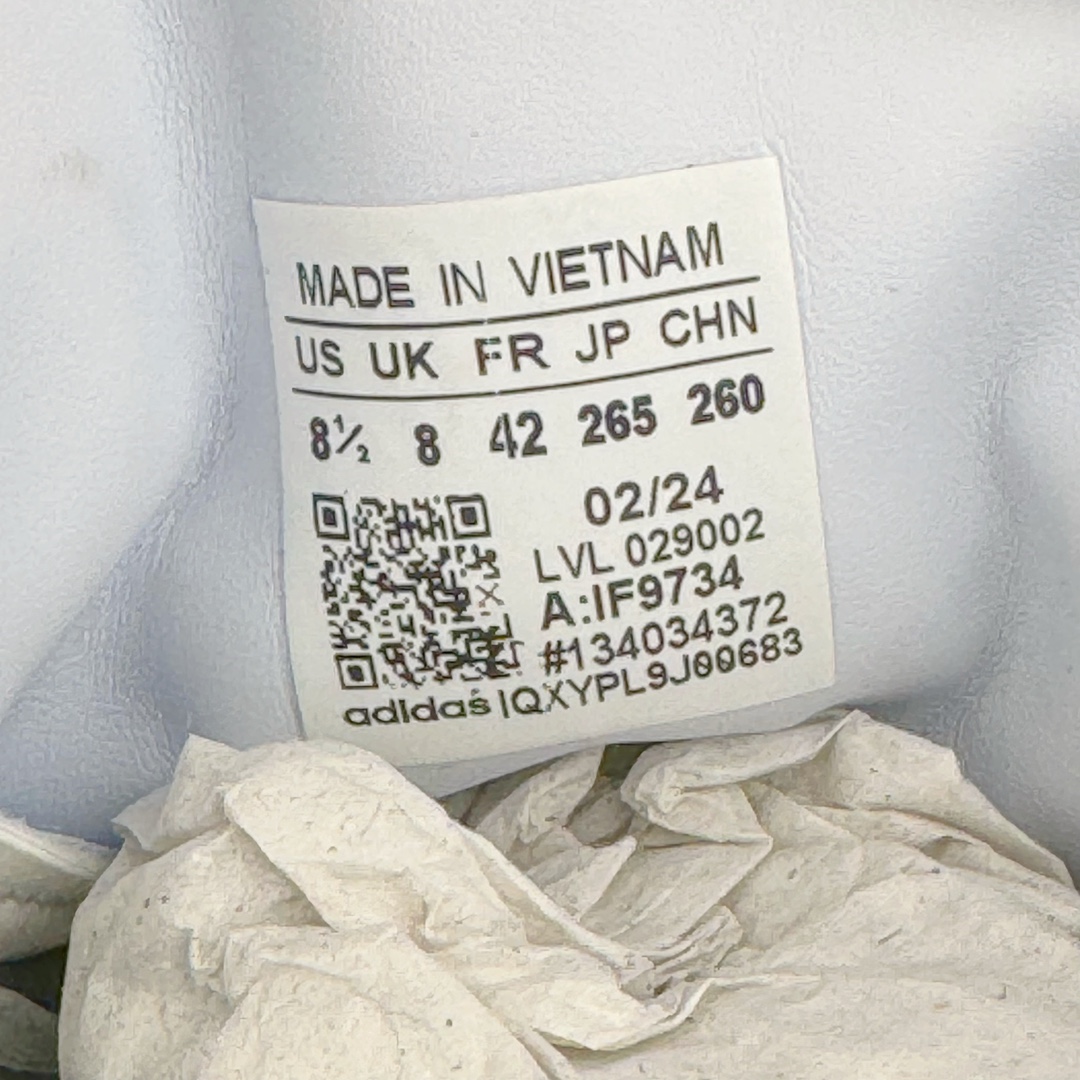 MADE IN VIETNAM
US UK FR JP CHN
8½ 8 42 265 260
02/24
LVL 029002
A:IF9734
#134034372
adidas IQXYPL9J00683